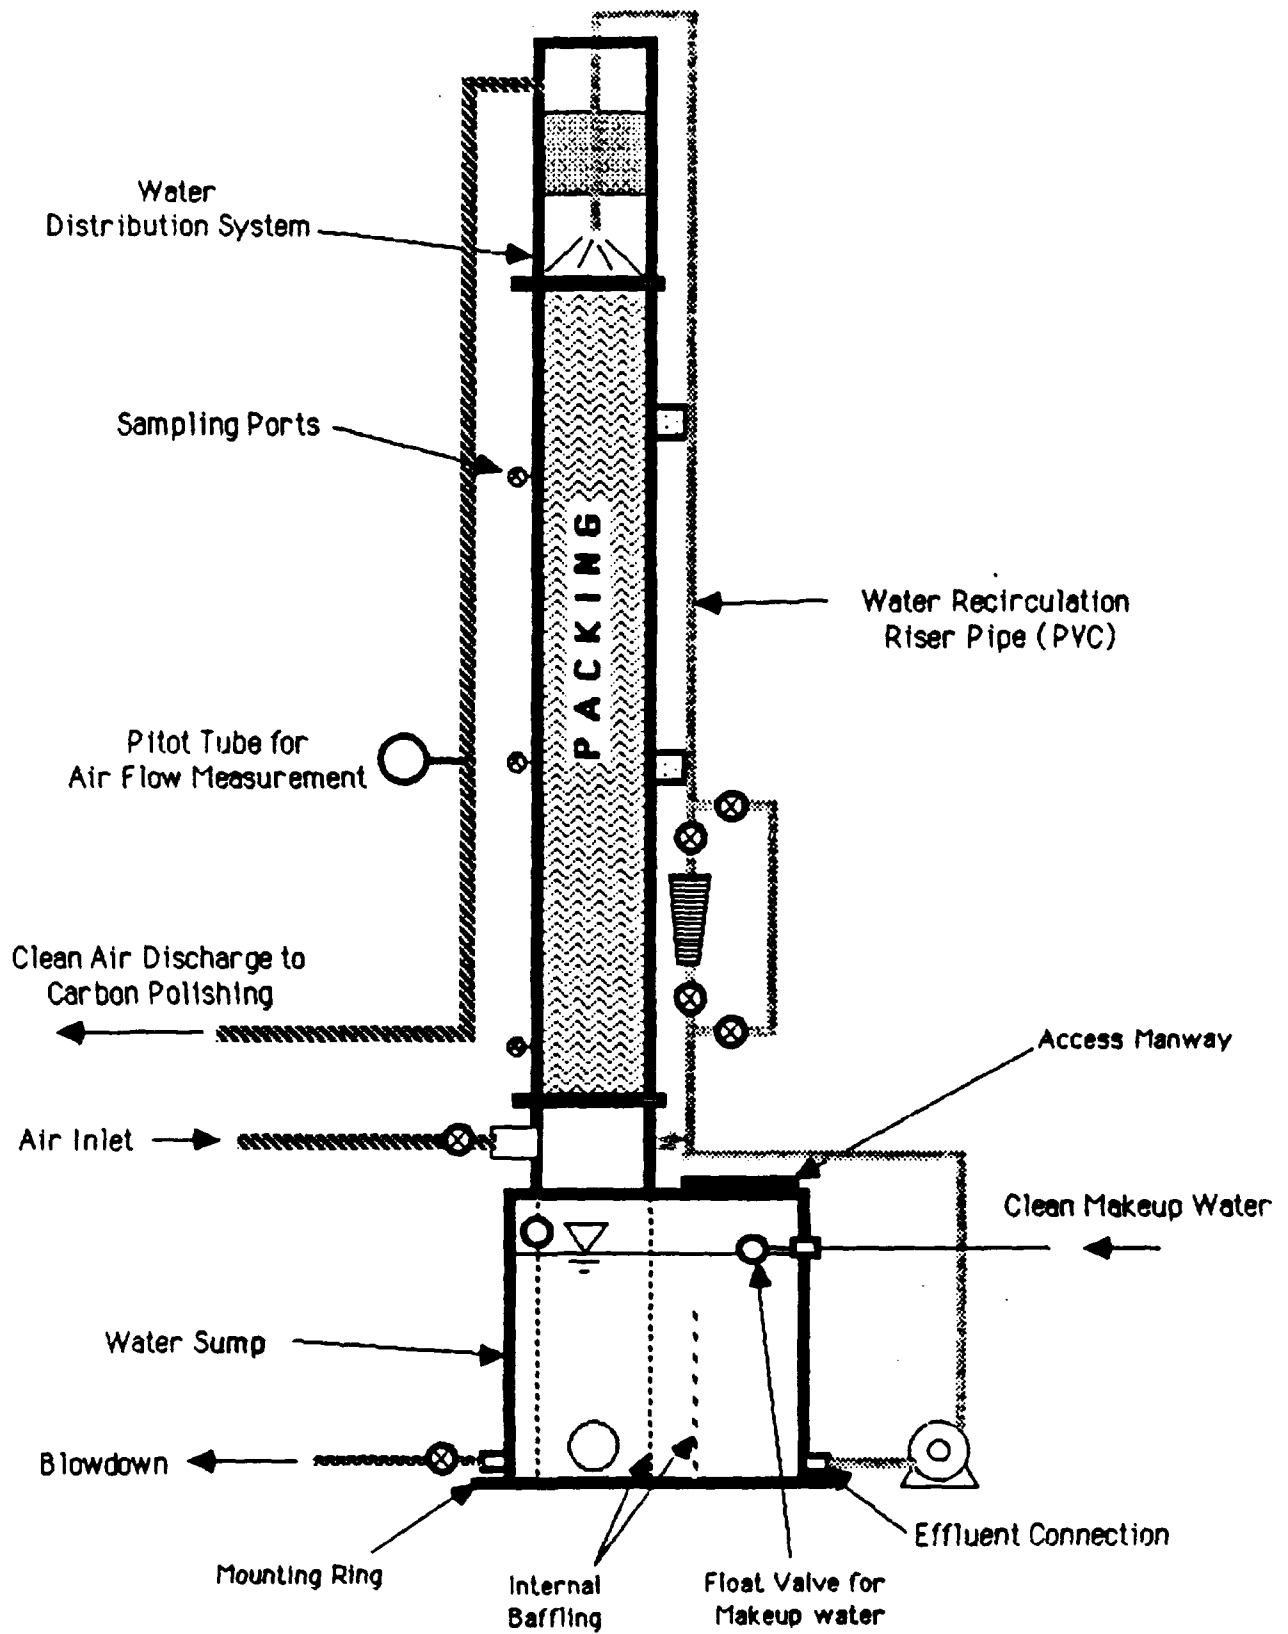 Water
Distribution System
Sampling Ports
PACKING
Water Recirculation
Riser Pipe (PVC)
Pitot Tube for
Air Flow Measurement
Clean Air Discharge to
Carbon Polishing
Access Manway
Air Inlet
Clean Makeup Water
Water Sump
Blowdown
Effluent Connection
Mounting Ring
Internal
Baffling
Float Valve for
Makeup water